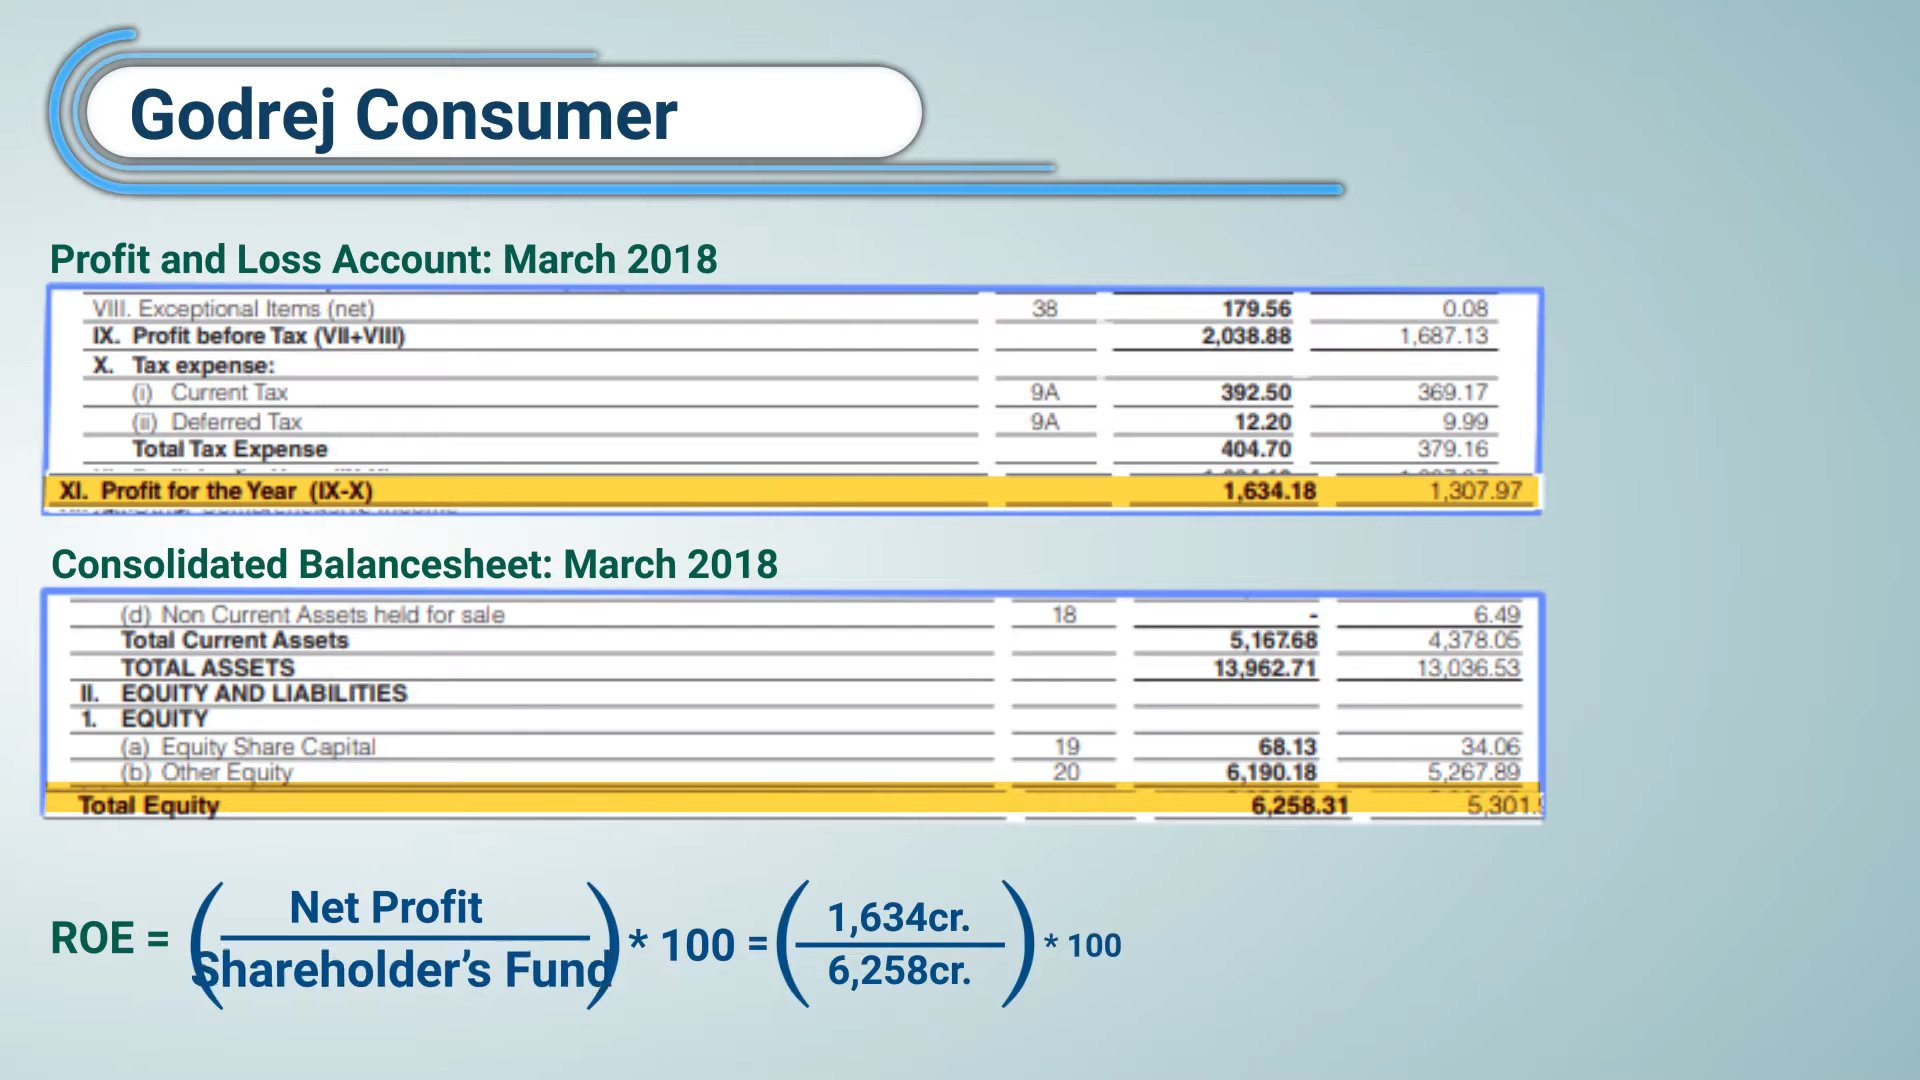 Godrej Consumer
Profit and Loss Account: March 2018
VIII. Exceptional Items (net) 38 179.56 0.08
IX. Profit before Tax (VII+VIII) 2,038.88 1,687.13
X. Tax expense:
(i) Current Tax 9A 392.50 369.17
(ii) Deferred Tax 9A 12.20 9.99
Total Tax Expense 404.70 379.16
XI. Profit for the Year (IX-X) 1,634.18 1,307.97
Consolidated Balancesheet: March 2018
(d) Non Current Assets held for sale 18 - 6.49
Total Current Assets 5,167.68 4,378.05
TOTAL ASSETS 13,962.71 13,036.53
II. EQUITY AND LIABILITIES
1. EQUITY
(a) Equity Share Capital 19 68.13 34.06
(b) Other Equity 20 6,190.18 5,267.89
Total Equity 6,258.31 5,301.9
ROE = (Net Profit / Shareholder’s Fund) * 100 = (1,634cr. / 6,258cr.) * 100